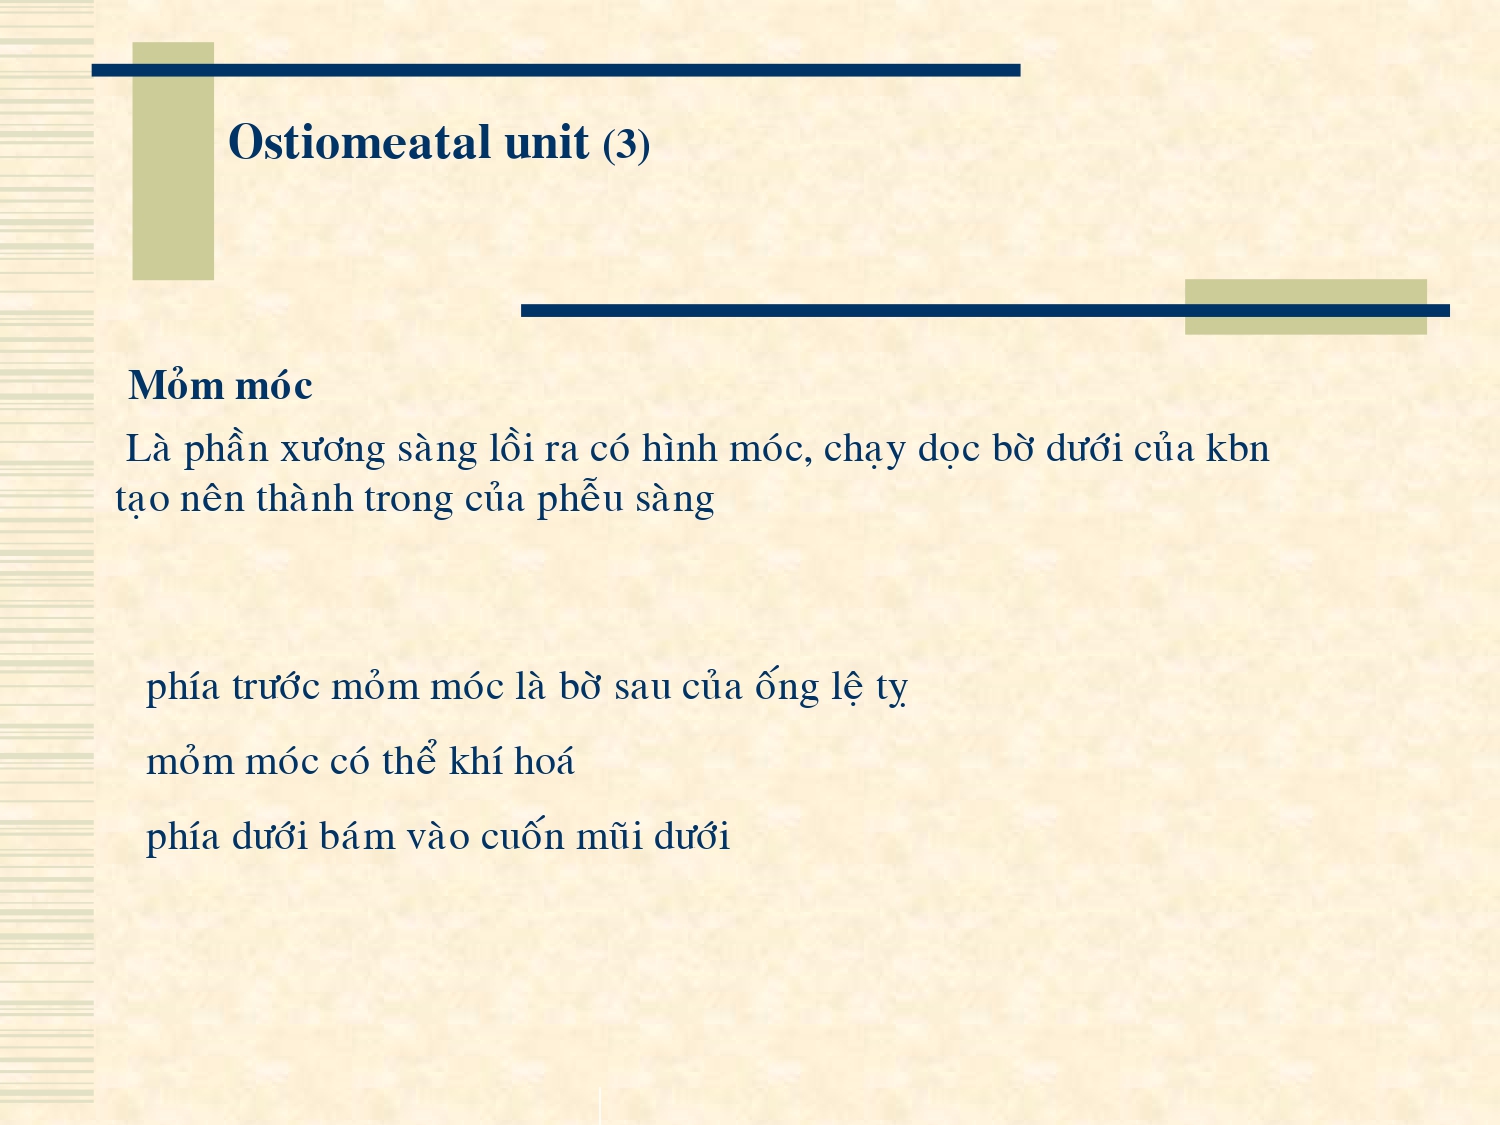 Ostiomeatal unit (3)
Mỏm móc
Là phần xương sàng lồi ra có hình móc, chạy dọc bờ dưới của kbn
tạo nên thành trong của phễu sàng
phía trước mỏm móc là bờ sau của ống lệ tỵ
mỏm móc có thể khí hoá
phía dưới bám vào cuốn mũi dưới